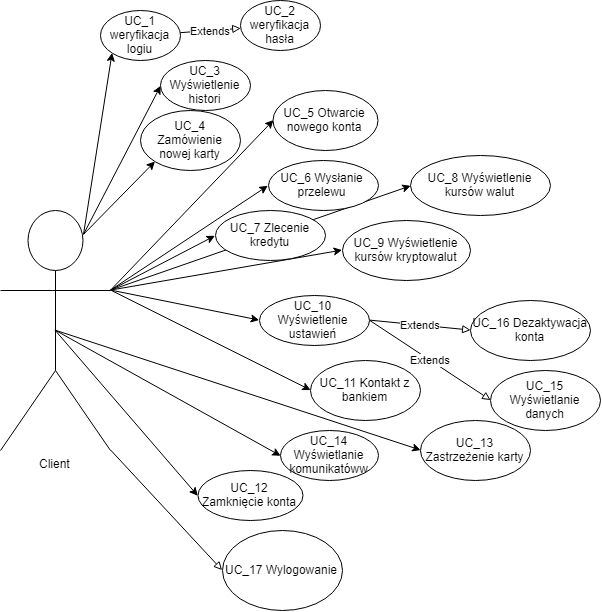 UC_1
weryfikacja
logiu
Extends
UC_2
weryfikacja
hasła
UC_3
Wyświetlenie
histori
UC_4
Zamówienie
nowej karty
UC_5 Otwarcie
nowego konta
UC_6 Wysłanie
przelewu
UC_8 Wyświetlenie
kursów walut
UC_7 Zlecenie
kredytu
UC_9 Wyświetlenie
kursów kryptowalut
UC_10
Wyświetlenie
ustawień
Extends
UC_16 Dezaktywacja
konta
Extends
UC_15
Wyświetlanie
danych
UC_11 Kontakt z
bankiem
UC_14
Wyświetlanie
komunikatóww
UC_13
Zastrzeżenie karty
Client
UC_12
Zamknięcie konta
UC_17 Wylogowanie